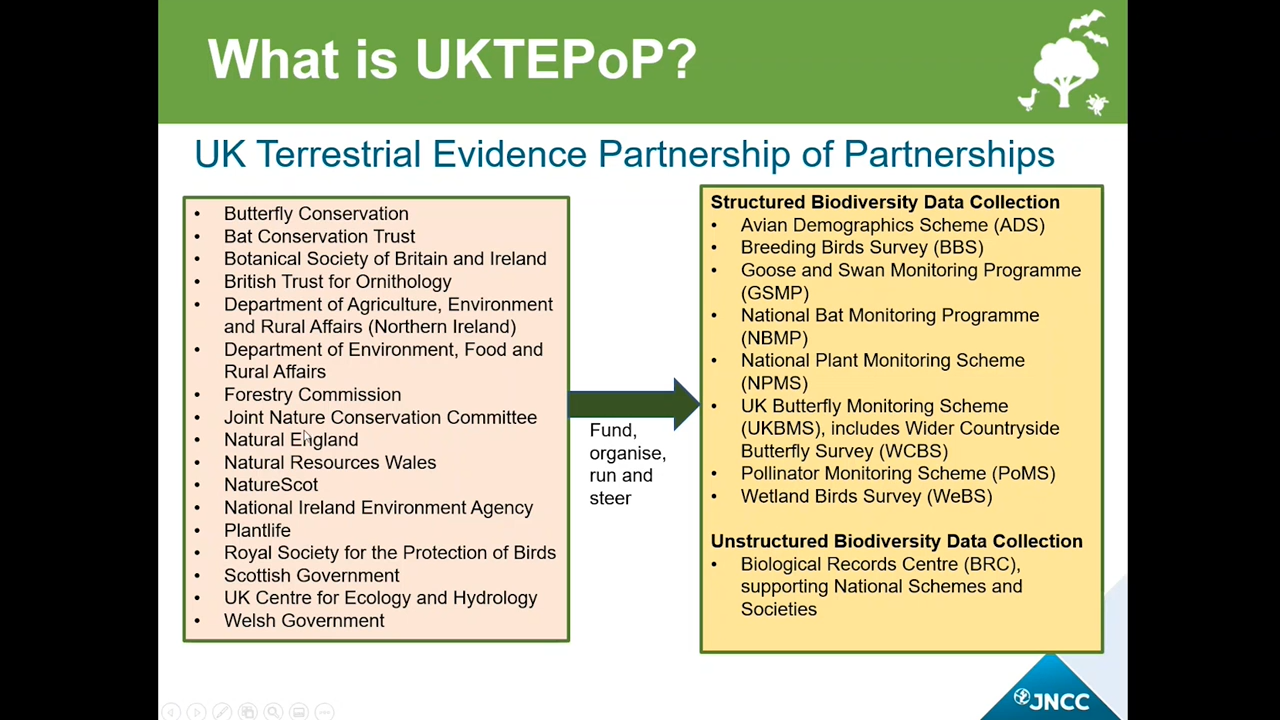 What is UKTEPoP?
UK Terrestrial Evidence Partnership of Partnerships
• Butterfly Conservation
• Bat Conservation Trust
• Botanical Society of Britain and Ireland
• British Trust for Ornithology
• Department of Agriculture, Environment
and Rural Affairs (Northern Ireland)
• Department of Environment, Food and
Rural Affairs
• Forestry Commission
• Joint Nature Conservation Committee
• Natural England
• Natural Resources Wales
• NatureScot
• National Ireland Environment Agency
• Plantlife
• Royal Society for the Protection of Birds
• Scottish Government
• UK Centre for Ecology and Hydrology
• Welsh Government
Fund,
organise,
run and
steer
Structured Biodiversity Data Collection
• Avian Demographics Scheme (ADS)
• Breeding Birds Survey (BBS)
• Goose and Swan Monitoring Programme
(GSMP)
• National Bat Monitoring Programme
(NBMP)
• National Plant Monitoring Scheme
(NPMS)
• UK Butterfly Monitoring Scheme
(UKBMS), includes Wider Countryside
Butterfly Survey (WCBS)
• Pollinator Monitoring Scheme (PoMS)
• Wetland Birds Survey (WeBS)
Unstructured Biodiversity Data Collection
• Biological Records Centre (BRC),
supporting National Schemes and
Societies
JNCC